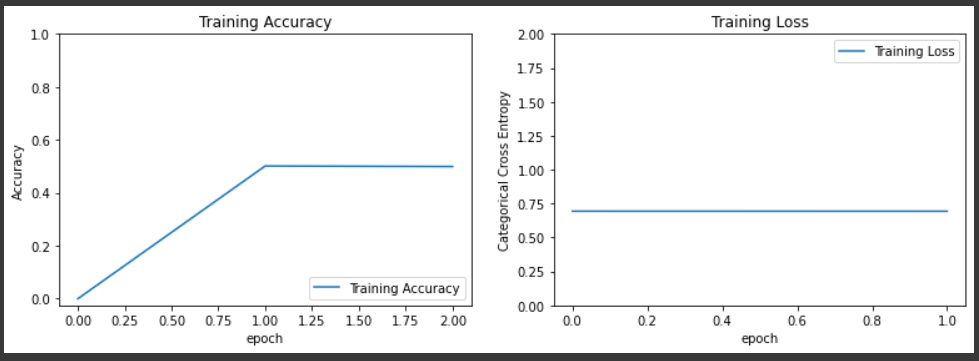 Training Accuracy
1.0
0.8
0.6
0.4
0.2
0.0
Accuracy
Training Accuracy
0.00 0.25 0.50 0.75 1.00 1.25 1.50 1.75 2.00
epoch
Training Loss
2.00
1.75
1.50
1.25
1.00
0.75
0.50
0.25
0.00
Categorical Cross Entropy
Training Loss
0.0 0.2 0.4 0.6 0.8 1.0
epoch